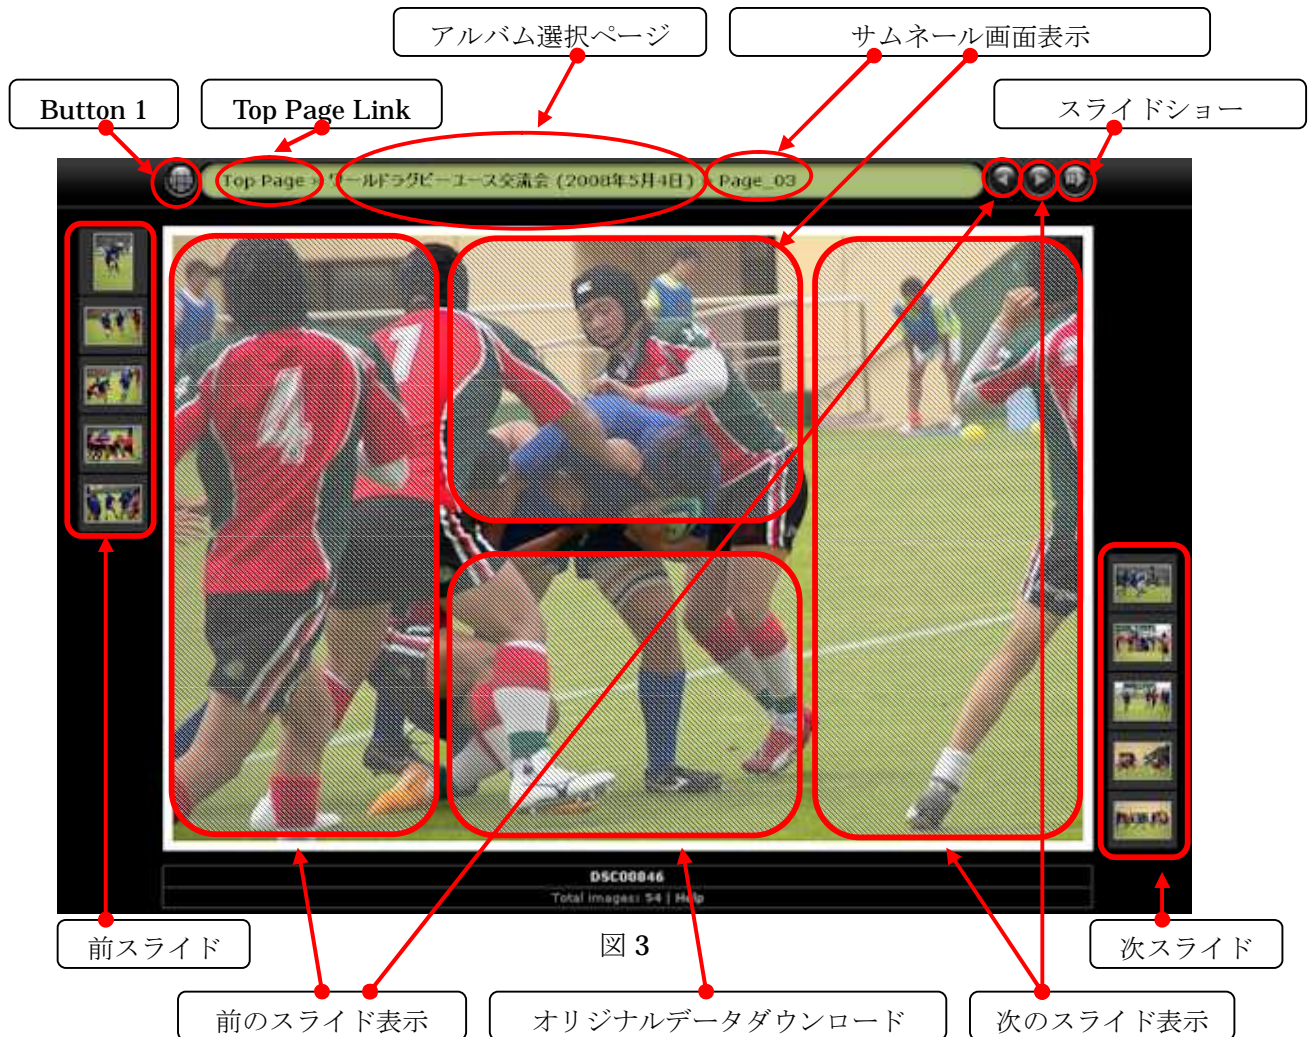 アルバム選択ページ
サムネール画面表示
Button 1
Top Page Link
スライドショー
Top Page » ワールドラグビーユース交流会 (2008年5月4日) » Page_03
4
1
DSC00846
Total images: 54 | Help
前スライド
図 3
次スライド
前のスライド表示
オリジナルデータダウンロード
次のスライド表示